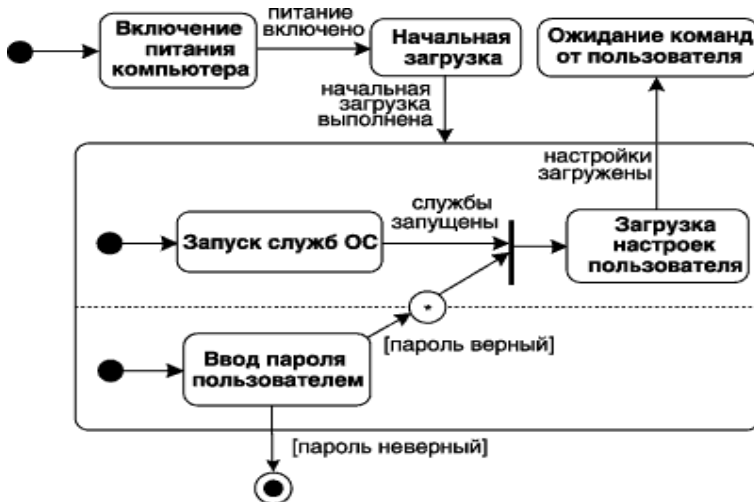 Включение
питания
компьютера
питание
включено
Начальная
загрузка
Ожидание команд
от пользователя
начальная
загрузка
выполнена
настройки
загружены
Запуск служб ОС
службы
запущены
Загрузка
настроек
пользователя
*
[пароль верный]
Ввод пароля
пользователем
[пароль неверный]